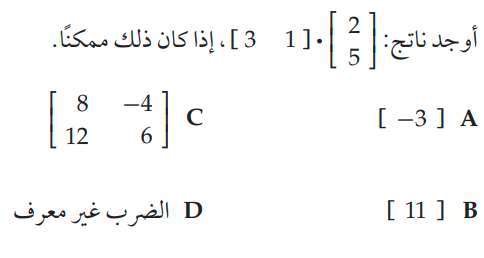 أوجد ناتج: [3 1] • [2 5]، إذا كان ذلك ممكنًا.
A [ −3 ]
C [8 −4
12 6]
B [ 11 ]
D الضرب غير معرف